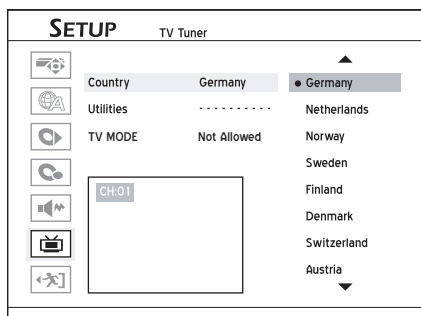 SETUP TV Tuner
Country Germany
Utilities ----------
TV MODE Not Allowed
CH:01
● Germany
Netherlands
Norway
Sweden
Finland
Denmark
Switzerland
Austria